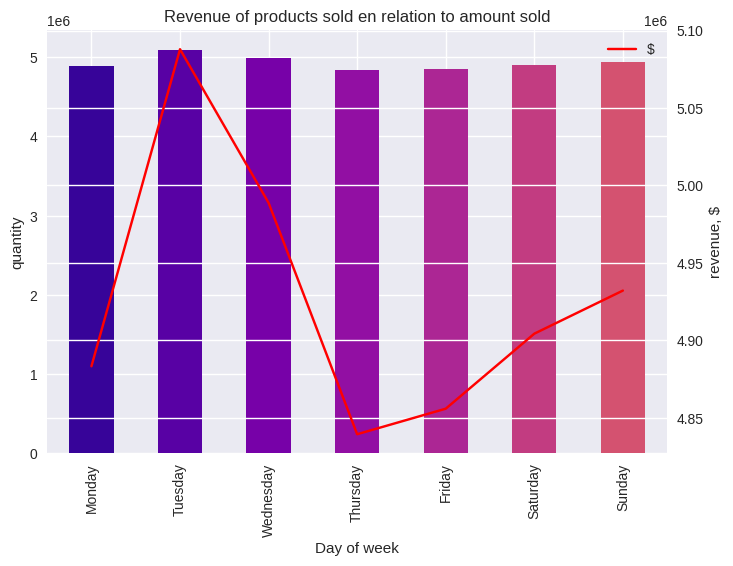 Revenue of products sold en relation to amount sold
1e6
1e6
$
5
4
3
2
1
0
quantity
5.10
5.05
5.00
4.95
4.90
4.85
revenue, $
Monday
Tuesday
Wednesday
Thursday
Friday
Saturday
Sunday
Day of week